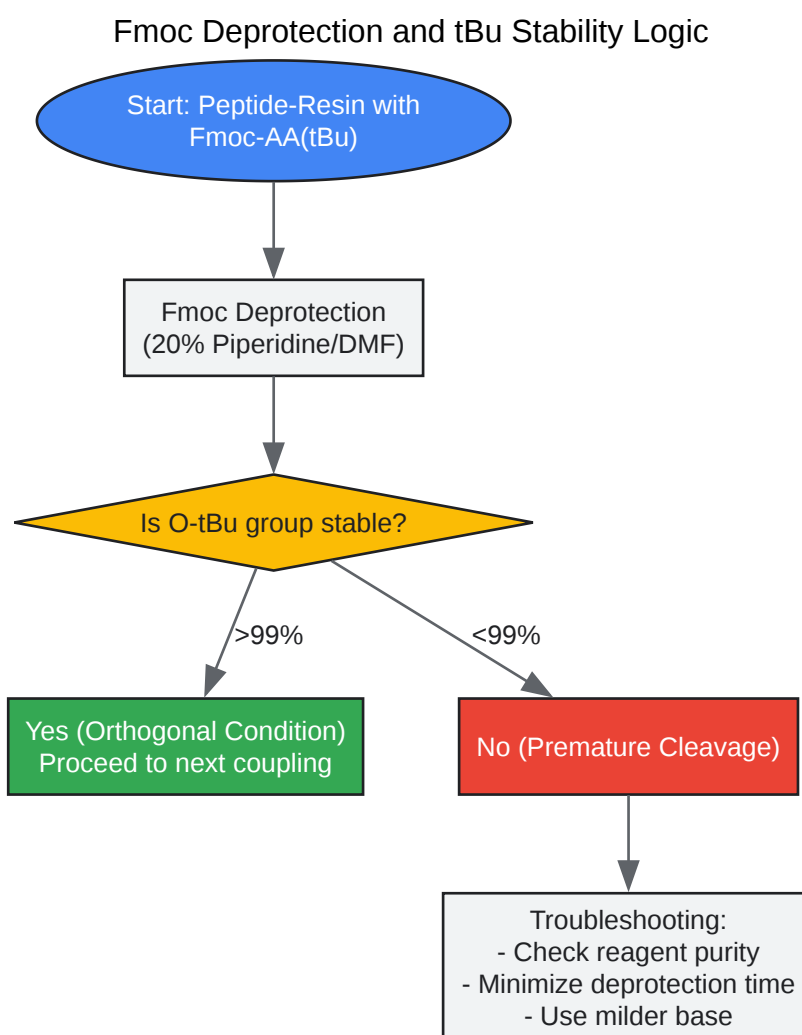 Fmoc Deprotection and tBu Stability Logic
Start: Peptide-Resin with
Fmoc-AA(tBu)
Fmoc Deprotection
(20% Piperidine/DMF)
Is O-tBu group stable?
>99%
<99%
Yes (Orthogonal Condition)
Proceed to next coupling
No (Premature Cleavage)
Troubleshooting:
- Check reagent purity
- Minimize deprotection time
- Use milder base